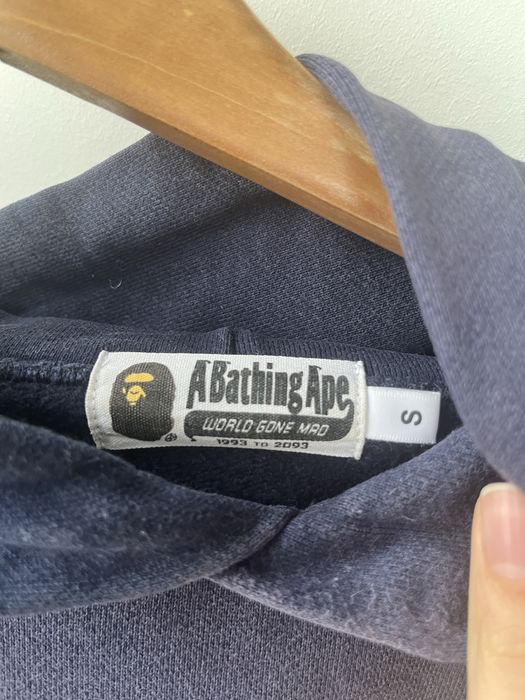 A Bathing Ape
WORLD GONE MAD
1993 TO 2093
S